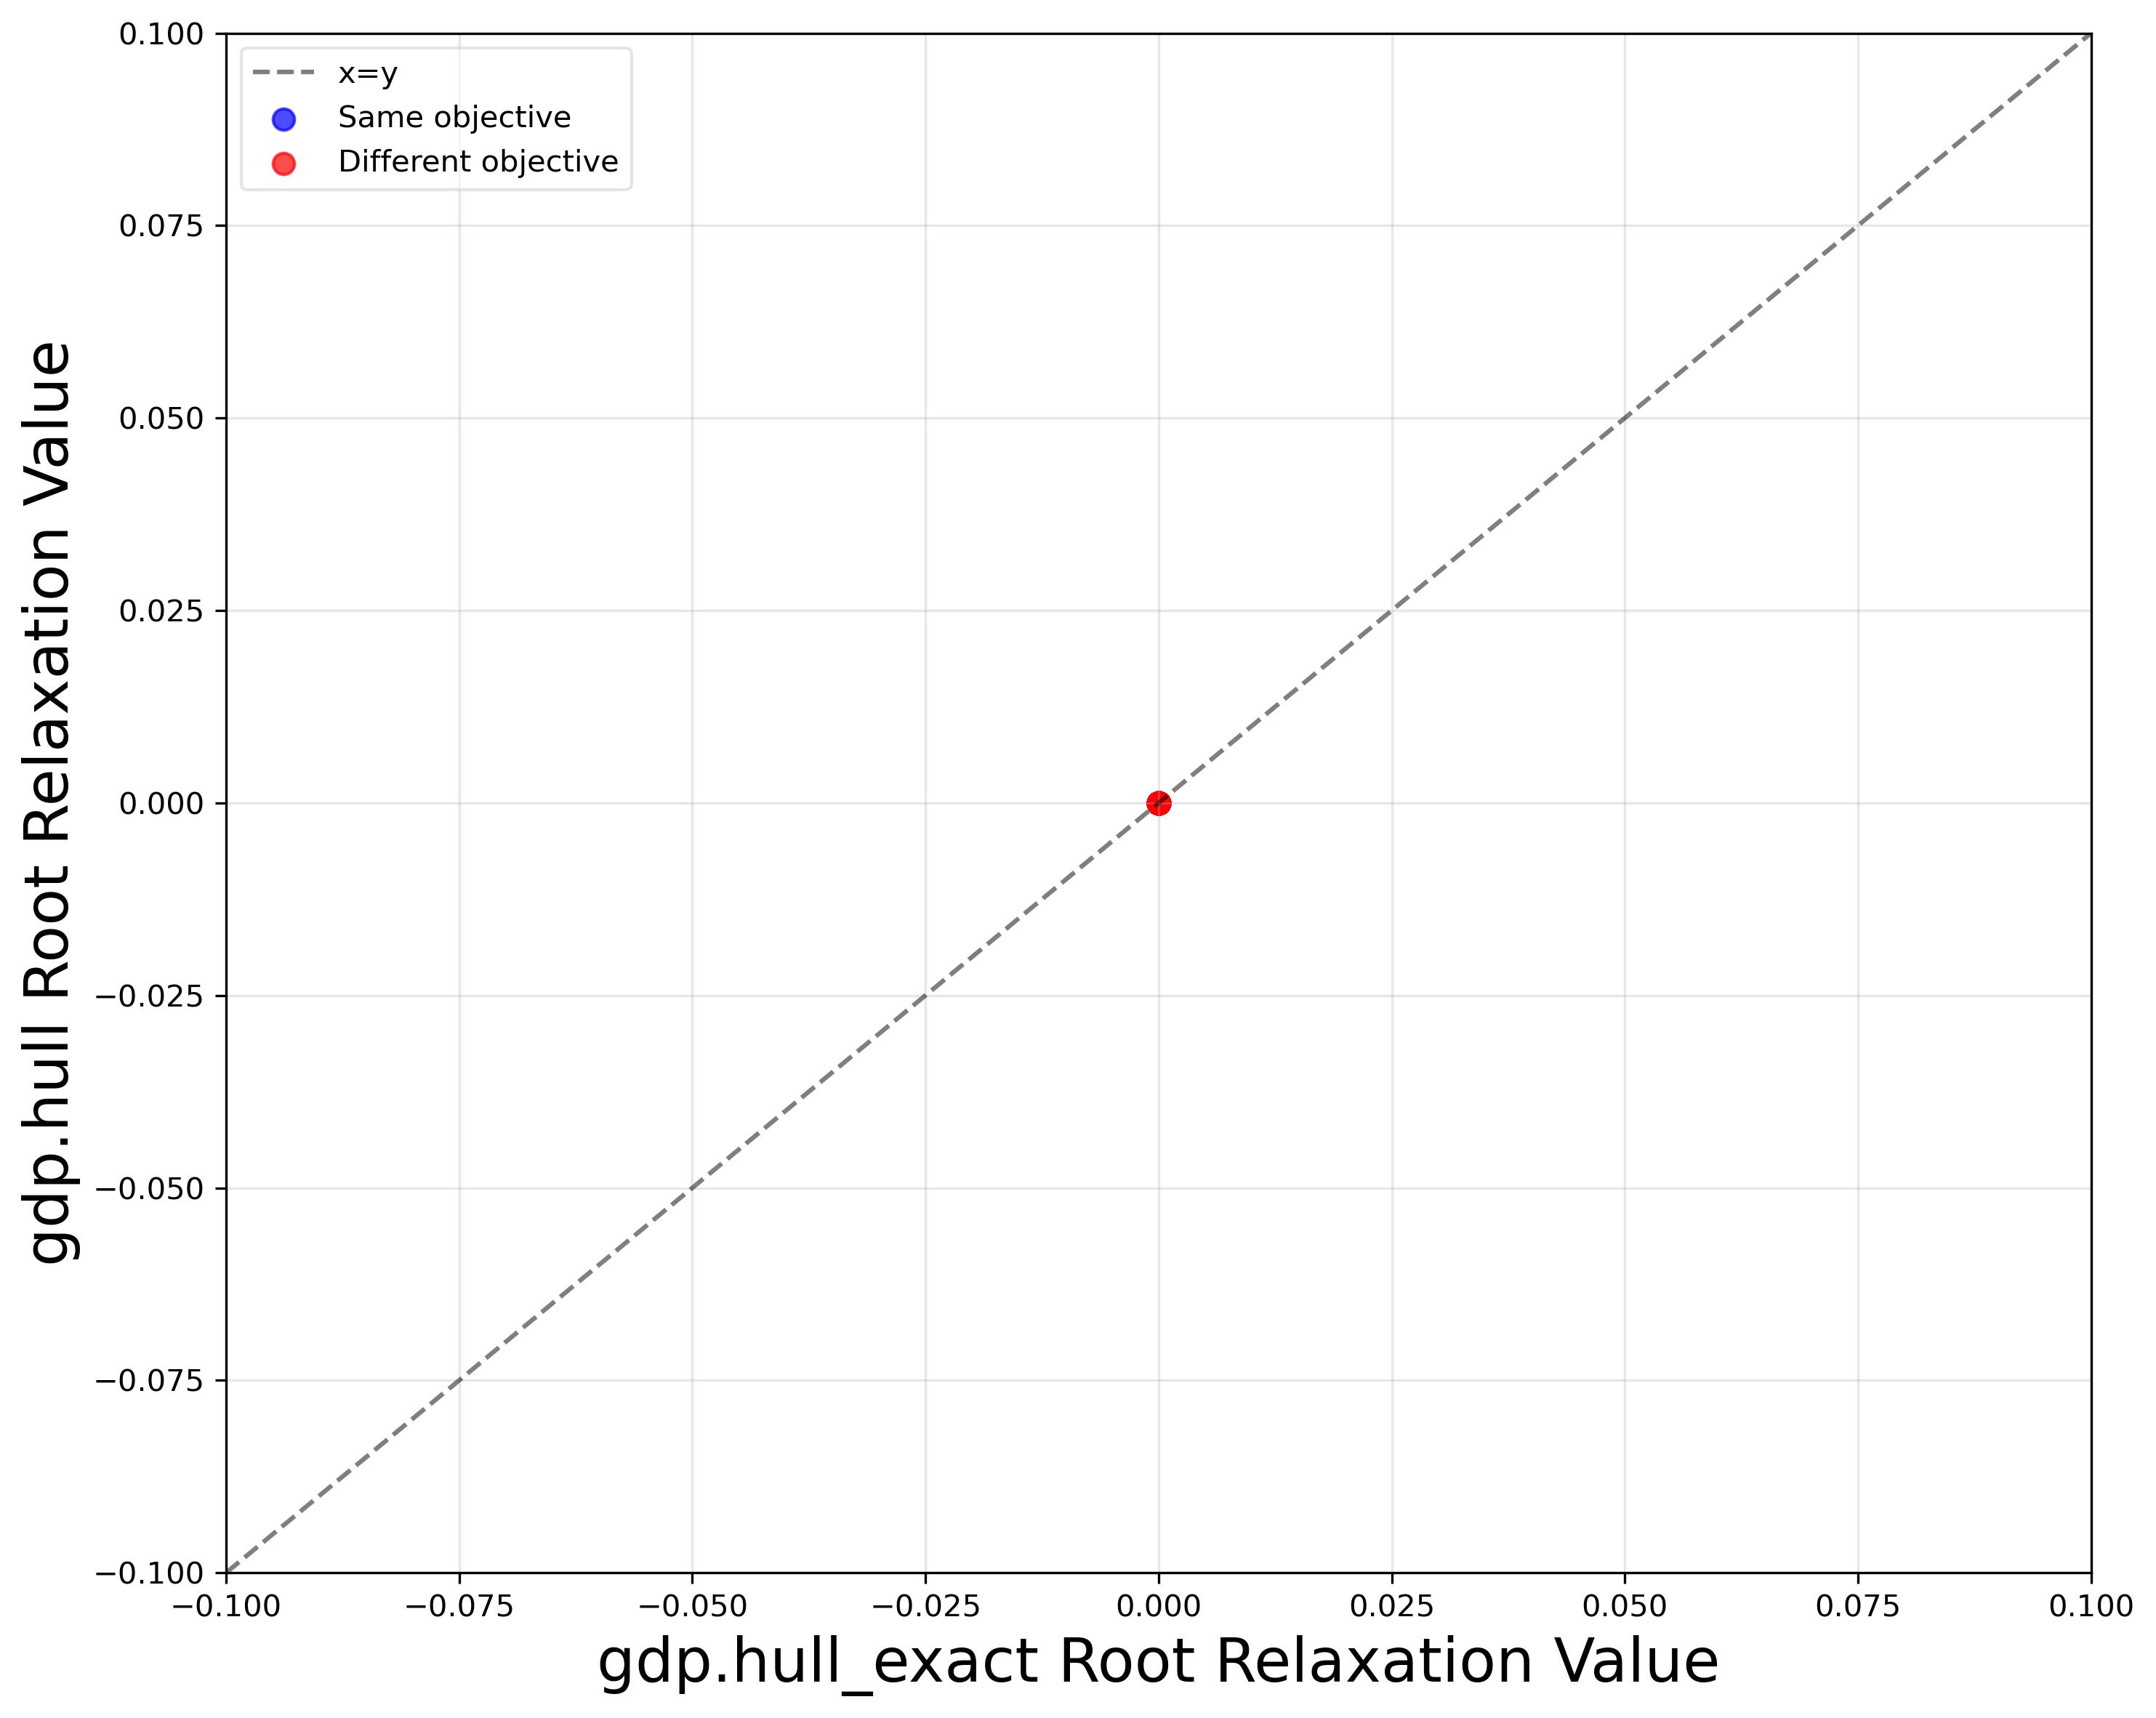 x=y
Same objective
Different objective
0.100
0.075
0.050
0.025
0.000
−0.025
−0.050
−0.075
−0.100
gdp.hull Root Relaxation Value
−0.100 −0.075 −0.050 −0.025 0.000 0.025 0.050 0.075 0.100
gdp.hull_exact Root Relaxation Value